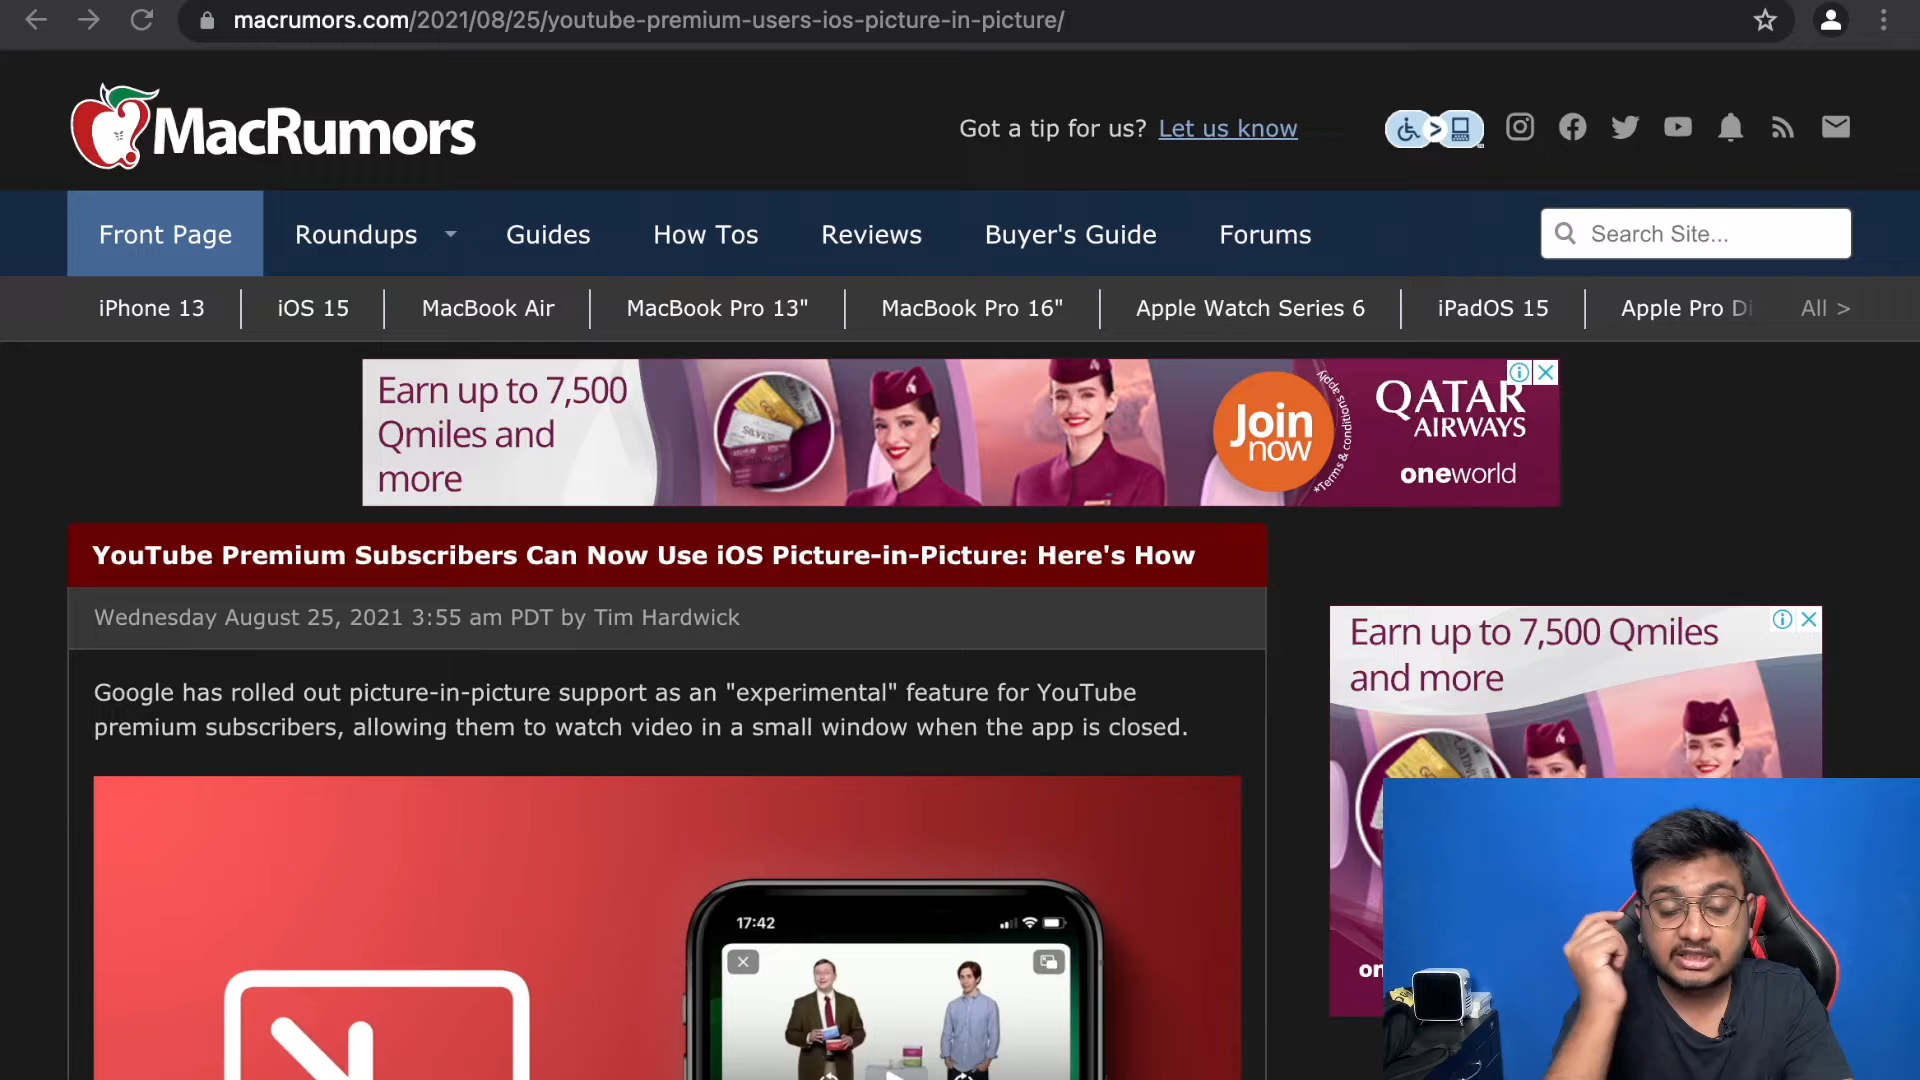 macrumors.com/2021/08/25/youtube-premium-users-ios-picture-in-picture/
MacRumors
Got a tip for us? Let us know
Front Page
Roundups
Guides
How Tos
Reviews
Buyer's Guide
Forums
Search Site...
iPhone 13
iOS 15
MacBook Air
MacBook Pro 13"
MacBook Pro 16"
Apple Watch Series 6
iPadOS 15
Apple Pro Di
All >
Earn up to 7,500
Qmiles and
more
SILVER
Join
now
*Terms & conditions apply
QATAR
AIRWAYS
oneworld
YouTube Premium Subscribers Can Now Use iOS Picture-in-Picture: Here's How
Wednesday August 25, 2021 3:55 am PDT by Tim Hardwick
Google has rolled out picture-in-picture support as an "experimental" feature for YouTube
premium subscribers, allowing them to watch video in a small window when the app is closed.
Earn up to 7,500 Qmiles
and more
on
17:42